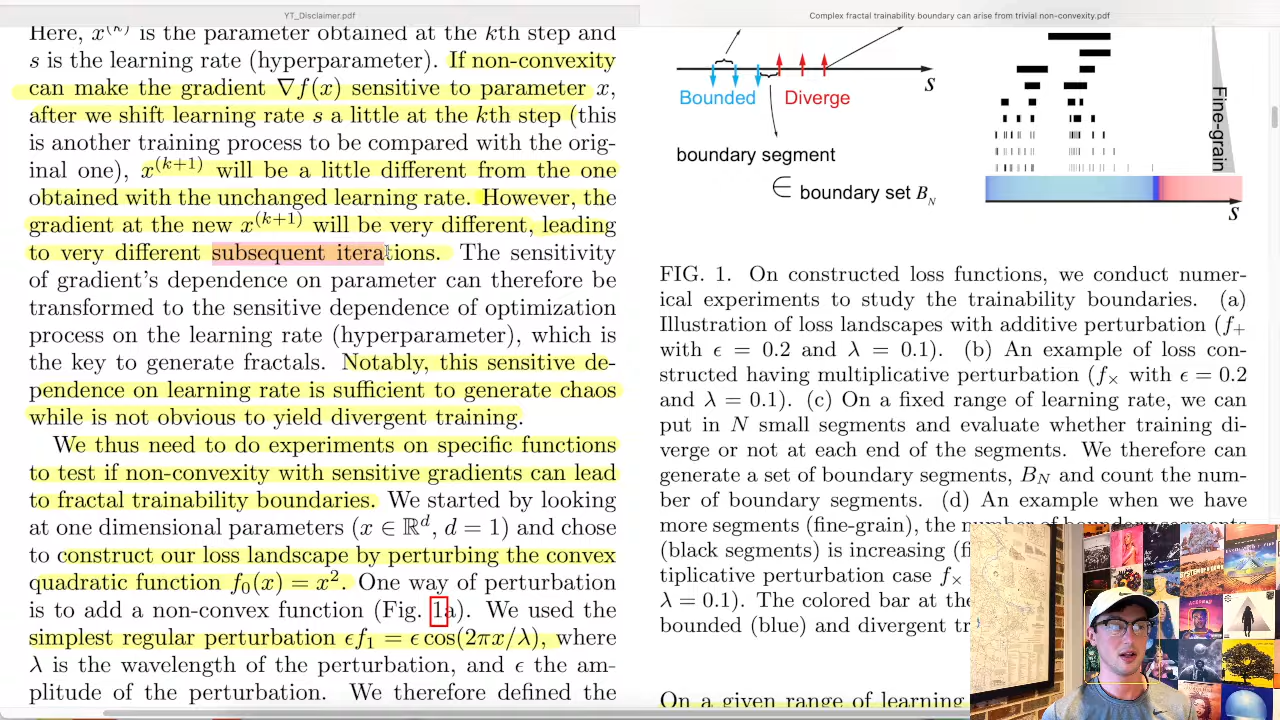 YT_Disclaimer.pdf
Complex fractal trainability boundary can arise from trivial non-convexity.pdf
Here, x^(k) is the parameter obtained at the kth step and
s is the learning rate (hyperparameter). If non-convexity
can make the gradient ∇f(x) sensitive to parameter x,
after we shift learning rate s a little at the kth step (this
is another training process to be compared with the orig-
inal one), x^(k+1) will be a little different from the one
obtained with the unchanged learning rate. However, the
gradient at the new x^(k+1) will be very different, leading
to very different subsequent iterations. The sensitivity
of gradient's dependence on parameter can therefore be
transformed to the sensitive dependence of optimization
process on the learning rate (hyperparameter), which is
the key to generate fractals. Notably, this sensitive de-
pendence on learning rate is sufficient to generate chaos
while is not obvious to yield divergent training.
We thus need to do experiments on specific functions
to test if non-convexity with sensitive gradients can lead
to fractal trainability boundaries. We started by looking
at one dimensional parameters (x ∈ ℝ^d, d = 1) and chose
to construct our loss landscape by perturbing the convex
quadratic function f₀(x) = x². One way of perturbation
is to add a non-convex function (Fig. 1a). We used the
simplest regular perturbation ϵf₁ = ϵ cos(2πx/λ), where
λ is the wavelength of the perturbation, and ϵ the am-
plitude of the perturbation. We therefore defined the
s
Bounded
Diverge
boundary segment
∈ boundary set B_N
Fine-grain
s
FIG. 1. On constructed loss functions, we conduct numer-
ical experiments to study the trainability boundaries. (a)
Illustration of loss landscapes with additive perturbation (f₊
with ϵ = 0.2 and λ = 0.1). (b) An example of loss con-
structed having multiplicative perturbation (f× with ϵ = 0.2
and λ = 0.1). (c) On a fixed range of learning rate, we can
put in N small segments and evaluate whether training di-
verge or not at each end of the segments. We therefore can
generate a set of boundary segments, B_N and count the num-
ber of boundary segments. (d) An example when we have
more segments (fine-grain), the number of boundary segments
(black segments) is increasing (fi
tiplicative perturbation case f×
λ = 0.1). The colored bar at the
bounded (blue) and divergent tr
On a given range of learning